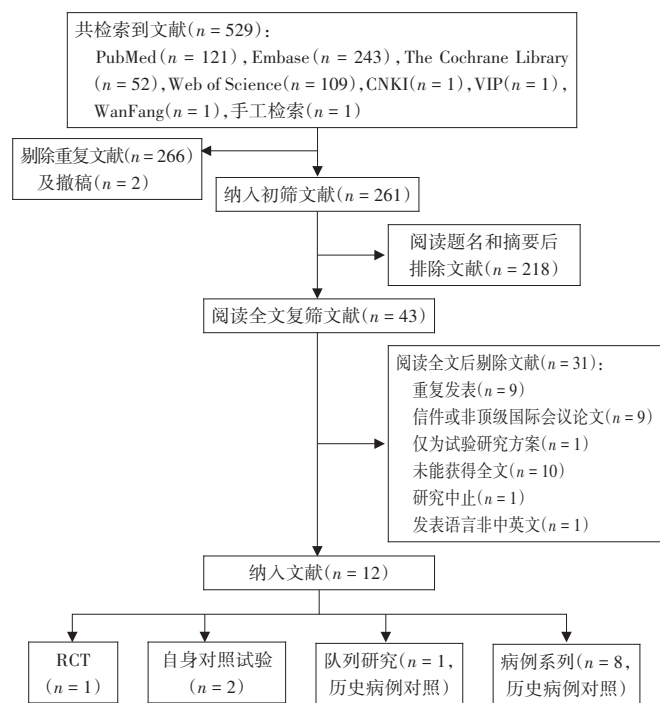 共检索到文献(n = 529)：
PubMed(n = 121)，Embase(n = 243)，The Cochrane Library
(n = 52)，Web of Science(n = 109)，CNKI(n = 1)，VIP(n = 1)，
WanFang(n = 1)，手工检索(n = 1)
剔除重复文献(n = 266)
及撤稿(n = 2)
纳入初筛文献(n = 261)
阅读题名和摘要后
排除文献(n = 218)
阅读全文复筛文献(n = 43)
阅读全文后剔除文献(n = 31)：
重复发表(n = 9)
信件或非顶级国际会议论文(n = 9)
仅为试验研究方案(n = 1)
未能获得全文(n = 10)
研究中止(n = 1)
发表语言非中英文(n = 1)
纳入文献(n = 12)
RCT
(n = 1)
自身对照试验
(n = 2)
队列研究(n = 1，
历史病例对照)
病例系列(n = 8，
历史病例对照)